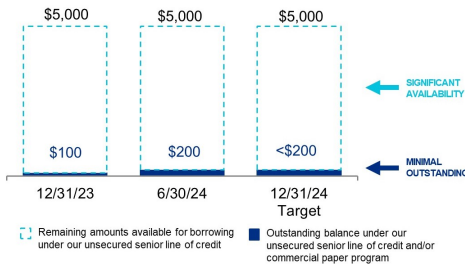 $5,000 $5,000 $5,000
SIGNIFICANT
AVAILABILITY
$100 $200 <$200
MINIMAL
OUTSTANDING
12/31/23 6/30/24 12/31/24
Target
Remaining amounts available for borrowing
under our unsecured senior line of credit
Outstanding balance under our
unsecured senior line of credit and/or
commercial paper program